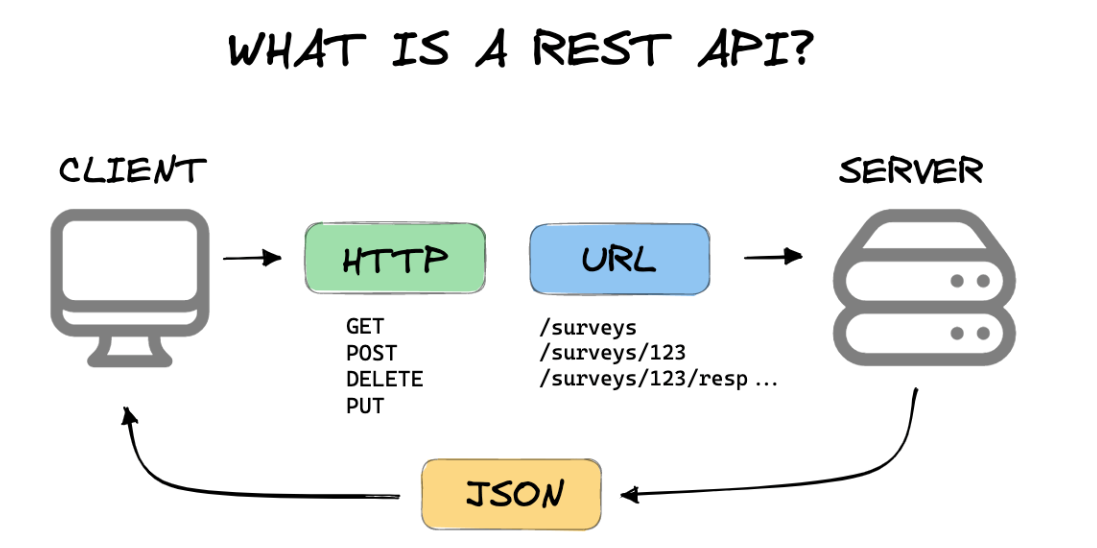 WHAT IS A REST API?
CLIENT
SERVER
HTTP
URL
GET
POST
DELETE
PUT
/surveys
/surveys/123
/surveys/123/resp ...
JSON